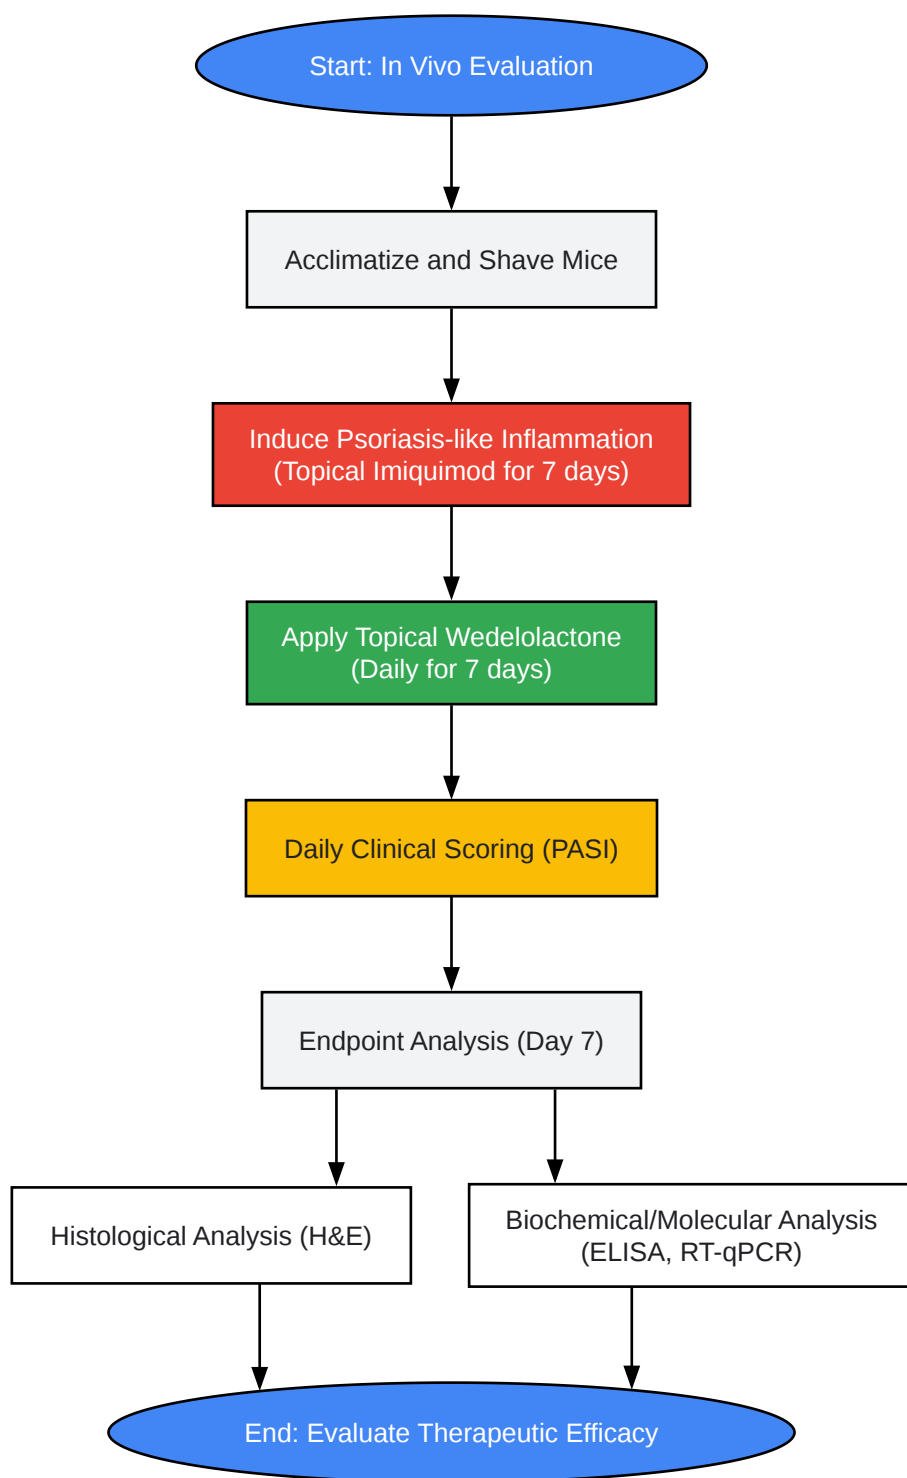 Start: In Vivo Evaluation
Acclimatize and Shave Mice
Induce Psoriasis-like Inflammation
(Topical Imiquimod for 7 days)
Apply Topical Wedelolactone
(Daily for 7 days)
Daily Clinical Scoring (PASI)
Endpoint Analysis (Day 7)
Histological Analysis (H&E)
Biochemical/Molecular Analysis
(ELISA, RT-qPCR)
End: Evaluate Therapeutic Efficacy